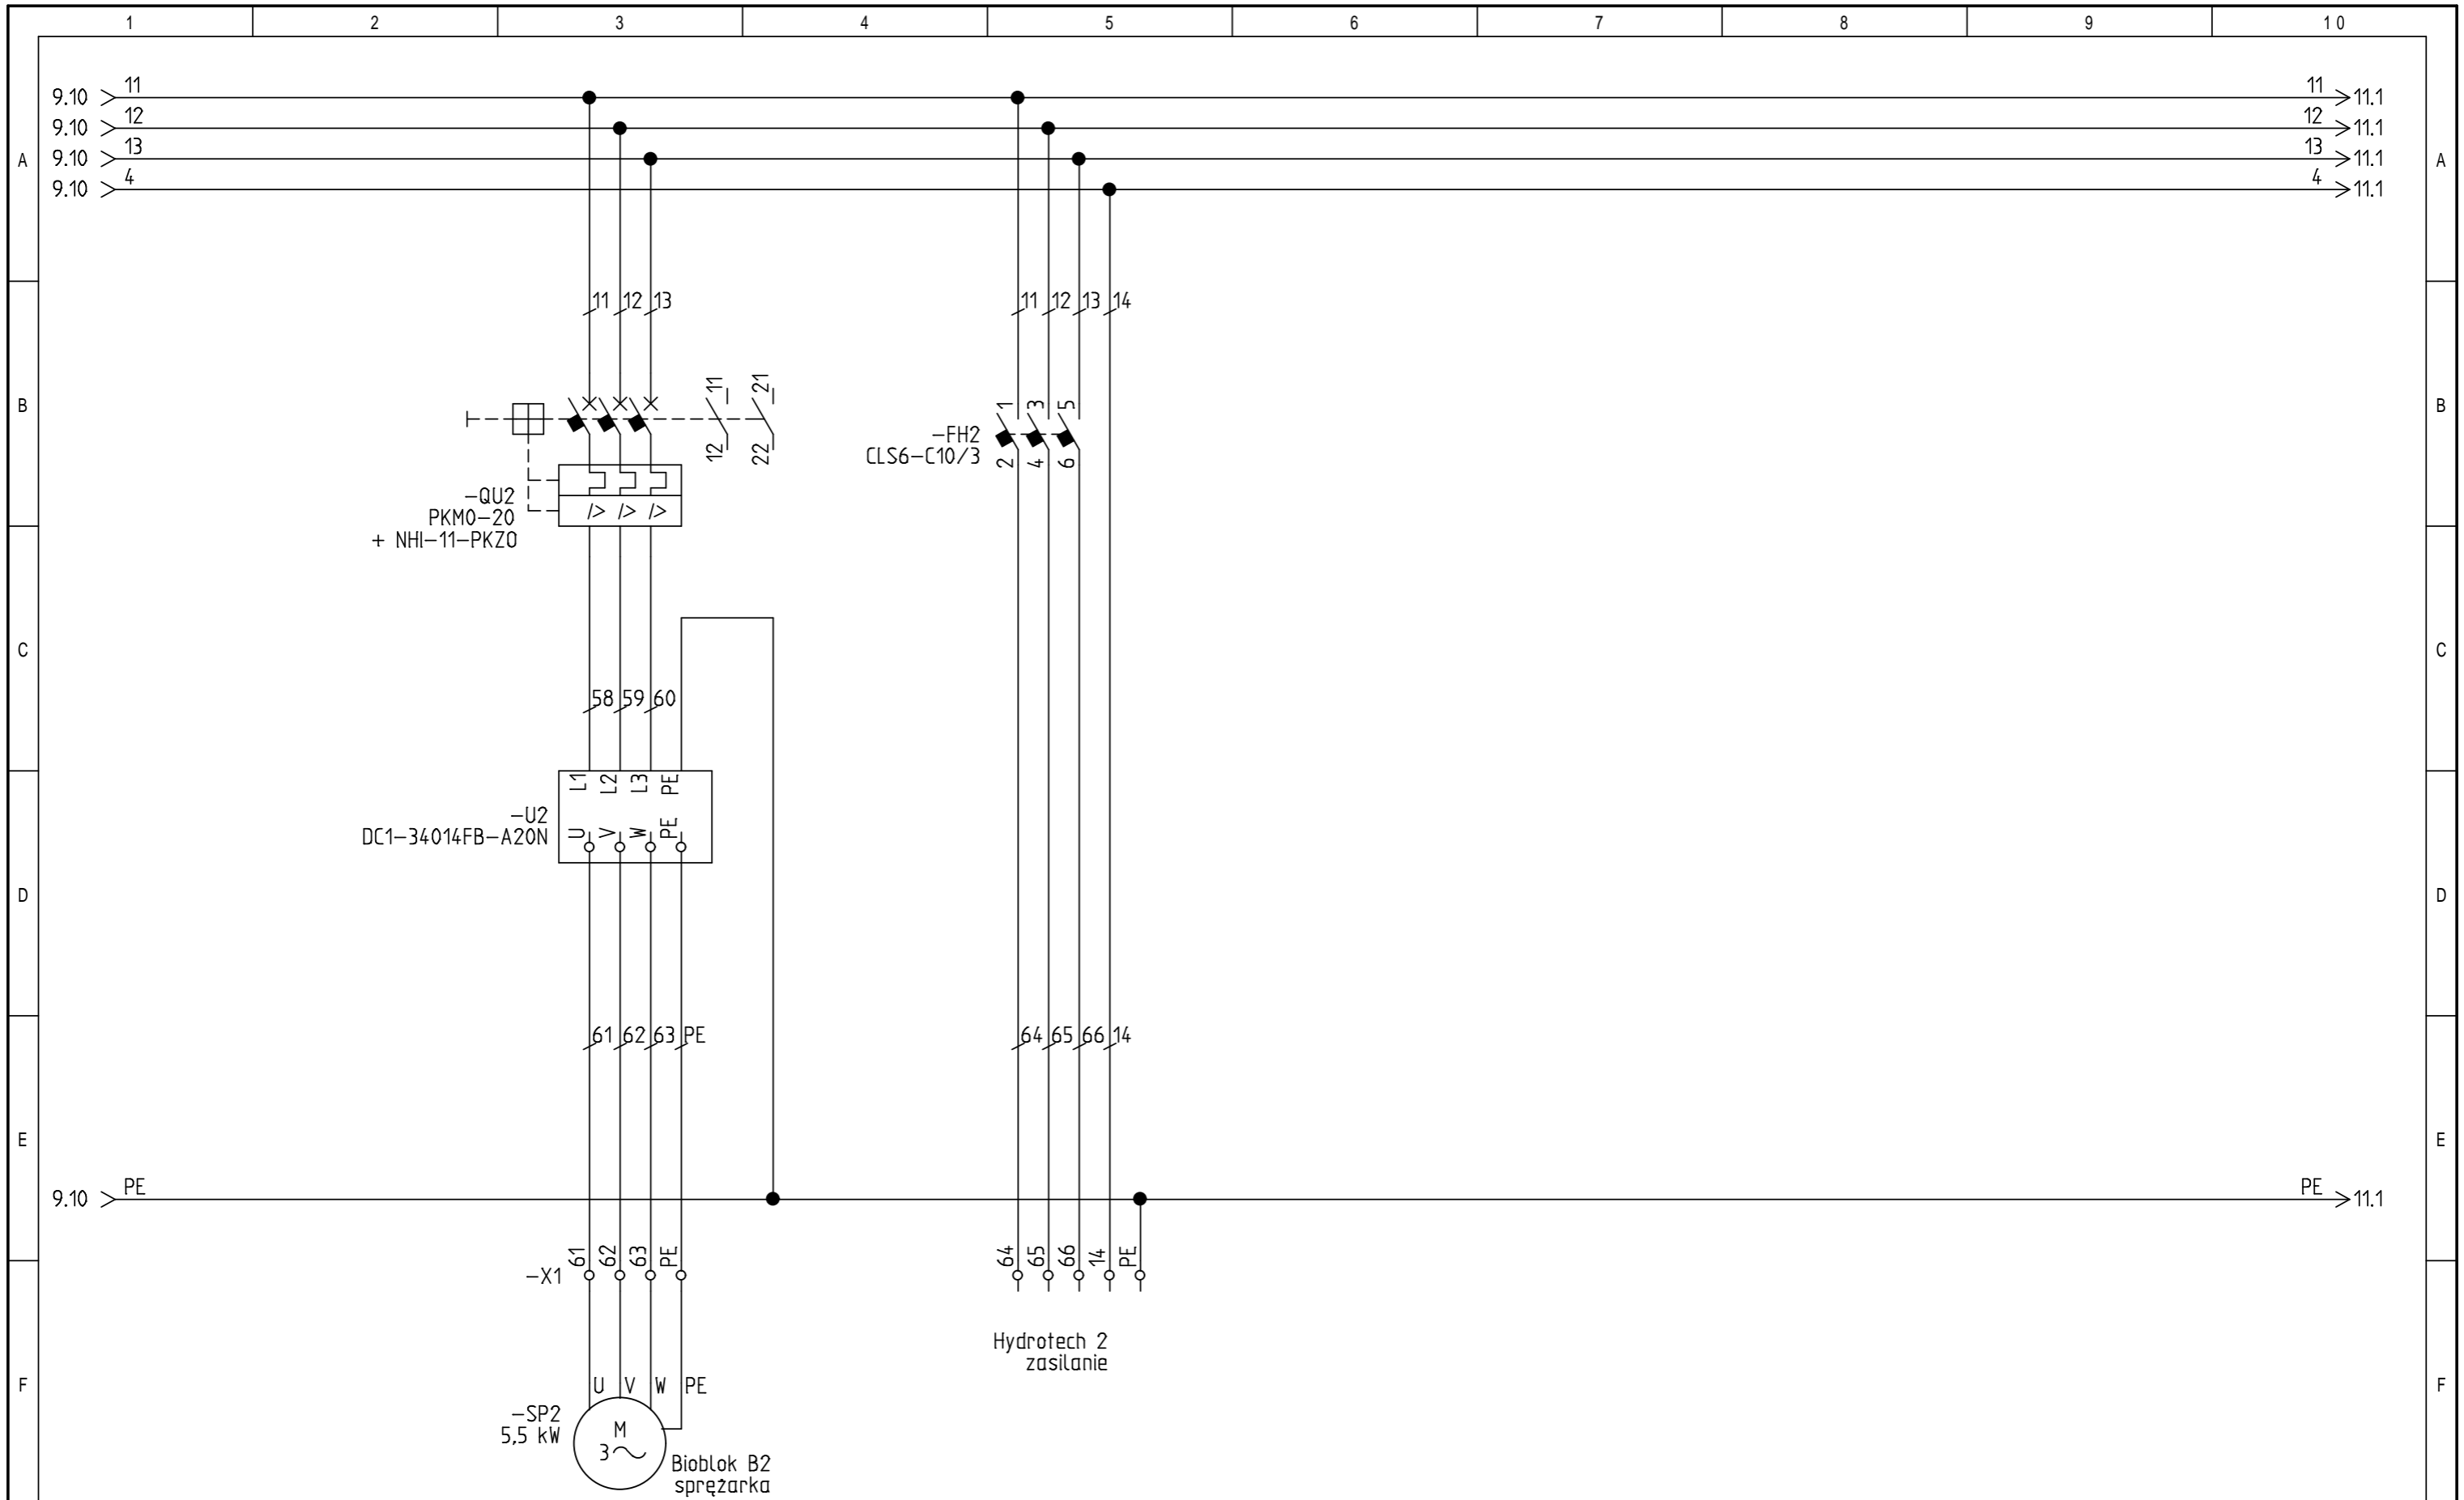 1 2 3 4 5 6 7 8 9 10
9.10 11 11 11.1
9.10 12 12 11.1
9.10 13 13 11.1
9.10 4 4 11.1
A A
11 12 13 11 12 13 14
B B
11 21
12 22
1 3 5
-FH2
CLS6-C10/3
2 4 6
-QU2
PKM0-20
+ NHI-11-PKZ0
I> I> I>
C C
58 59 60
L1 L2 L3 PE
-U2
DC1-34014FB-A20N
U V W PE
D D
61 62 63 PE 64 65 66 14
E E
9.10 PE PE 11.1
-X1 61 62 63 PE 64 65 66 14 PE
Hydrotech 2
zasilanie
F F
U V W PE
-SP2
5,5 kW
M
3~
Bioblok B2
sprężarka